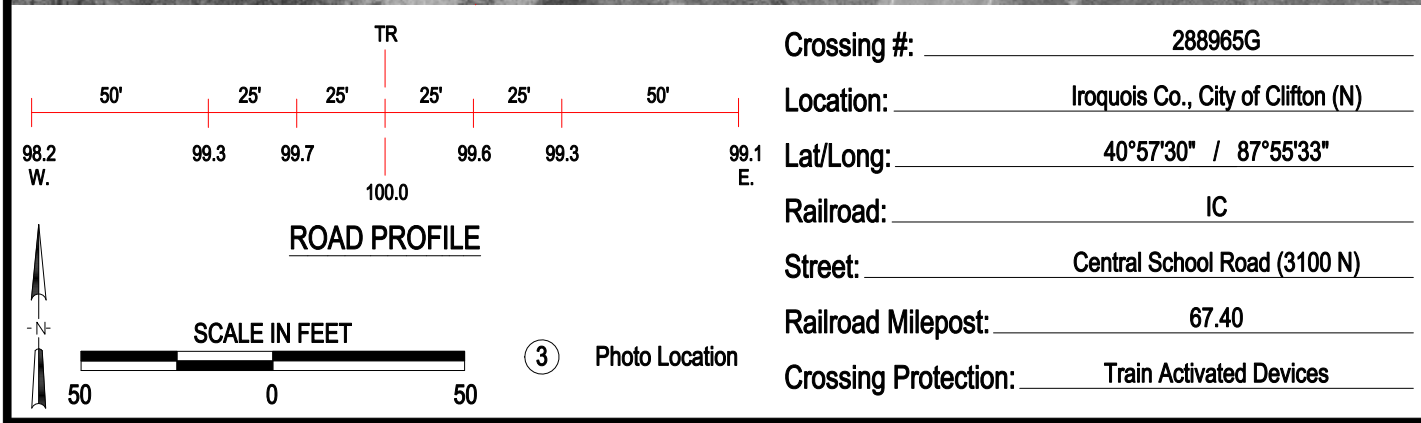 TR
50' 25' 25' 25' 25' 50'
98.2 99.3 99.7 99.6 99.3 99.1
W. E.
100.0
ROAD PROFILE
-N-
SCALE IN FEET
50 0 50
3 Photo Location
Crossing #: 288965G
Location: Iroquois Co., City of Clifton (N)
Lat/Long: 40°57'30" / 87°55'33"
Railroad: IC
Street: Central School Road (3100 N)
Railroad Milepost: 67.40
Crossing Protection: Train Activated Devices